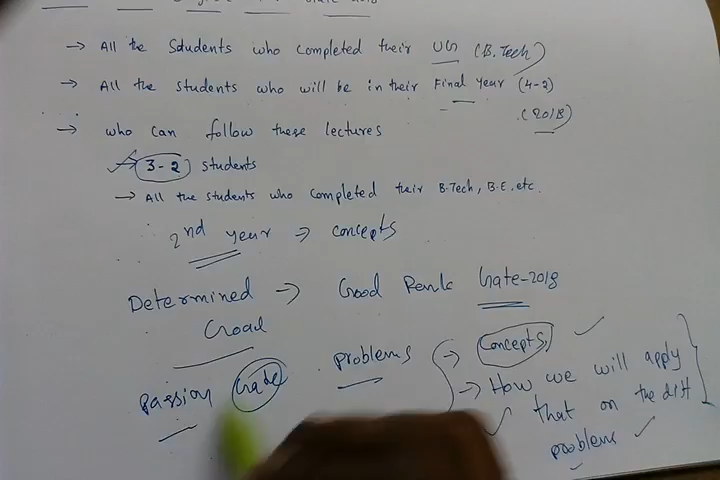 → All the Students who completed their UG (B.Tech)
→ All the students who will be in their Final year (4-2)
(2018)
→ who can follow these lectures
→ 3-2 students
→ All the students who completed their B.Tech, B.E. etc.
2nd year → concepts
Determined → Good Rank Gate-2018
Goal
Passion Gate problems → Concepts,
→ How we will apply
that on the diff
problems